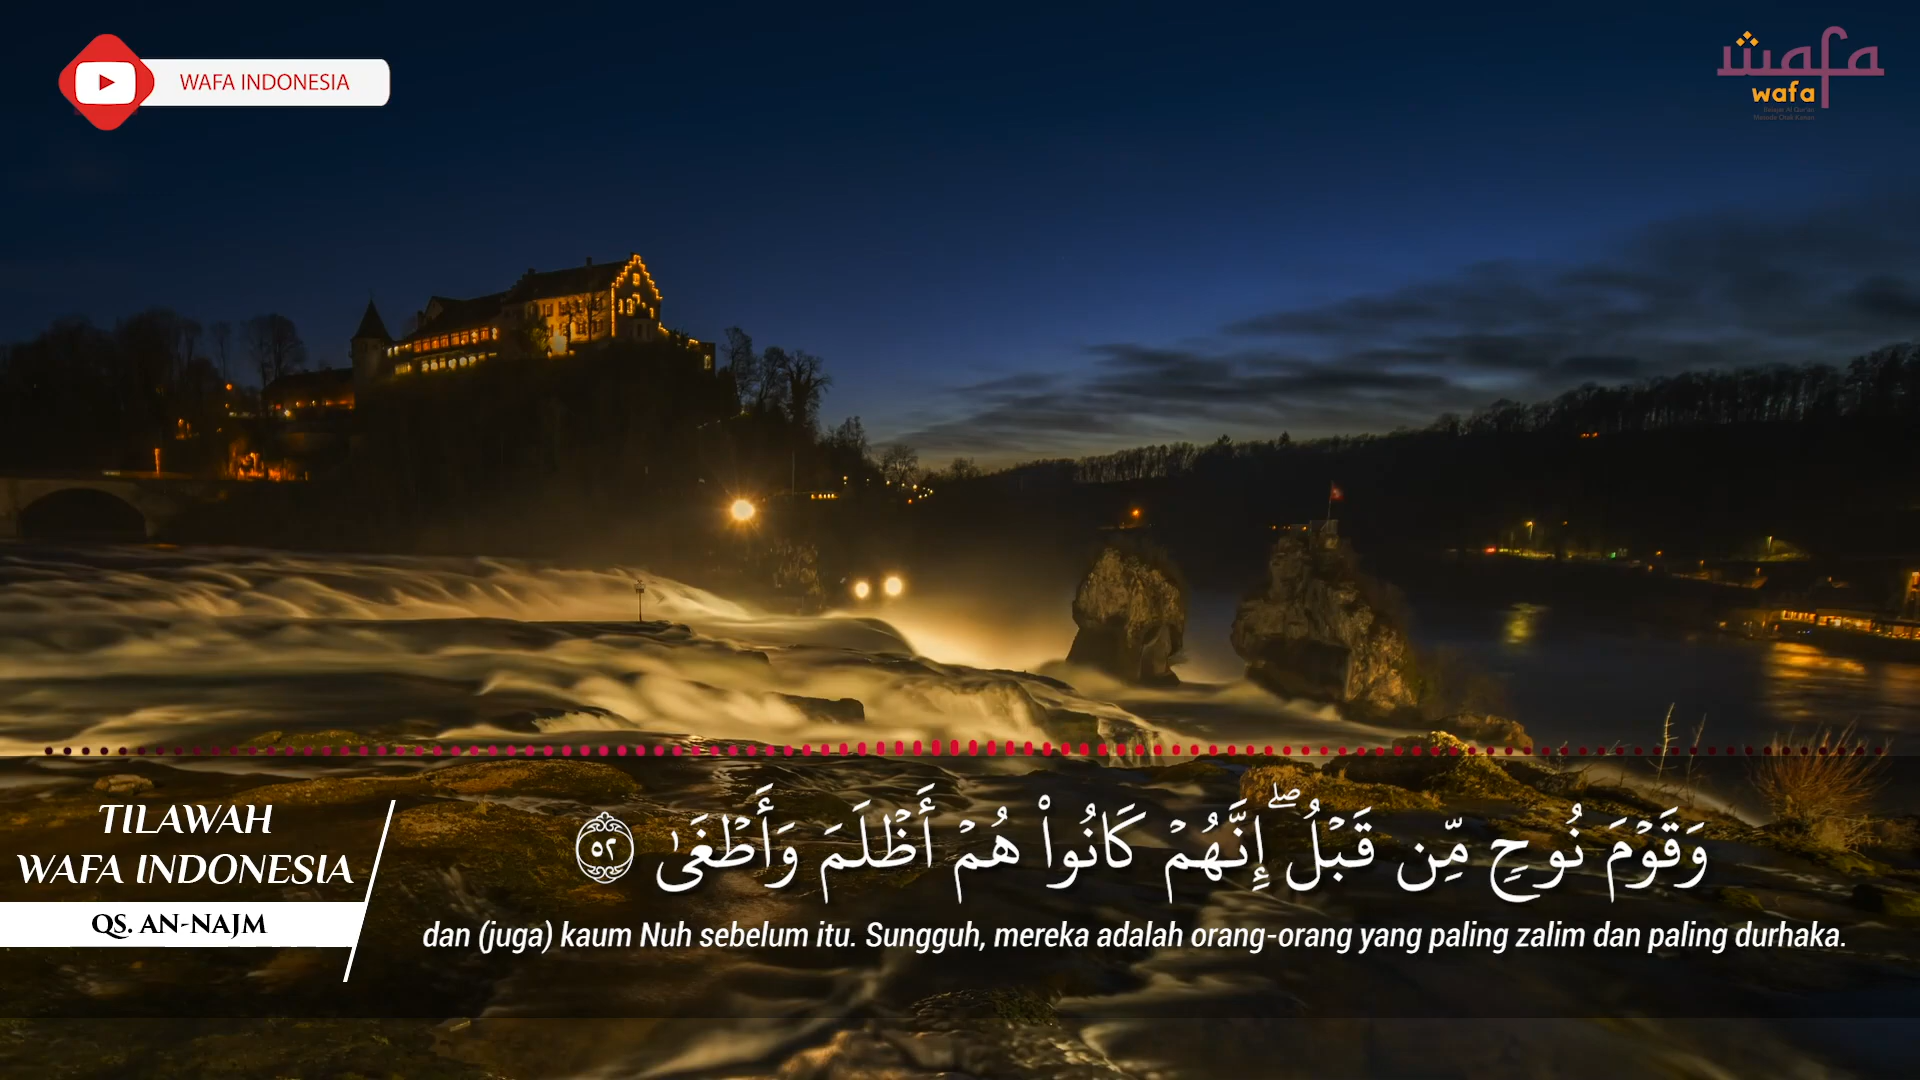 WAFA INDONESIA
wafa
wafa
TILAWAH
WAFA INDONESIA
QS. AN-NAJM
وَقَوْمَ نُوحٍ مِّن قَبْلُ ۖ إِنَّهُمْ كَانُوا۟ هُمْ أَظْلَمَ وَأَطْغَىٰ ٥٢
dan (juga) kaum Nuh sebelum itu. Sungguh, mereka adalah orang-orang yang paling zalim dan paling durhaka.